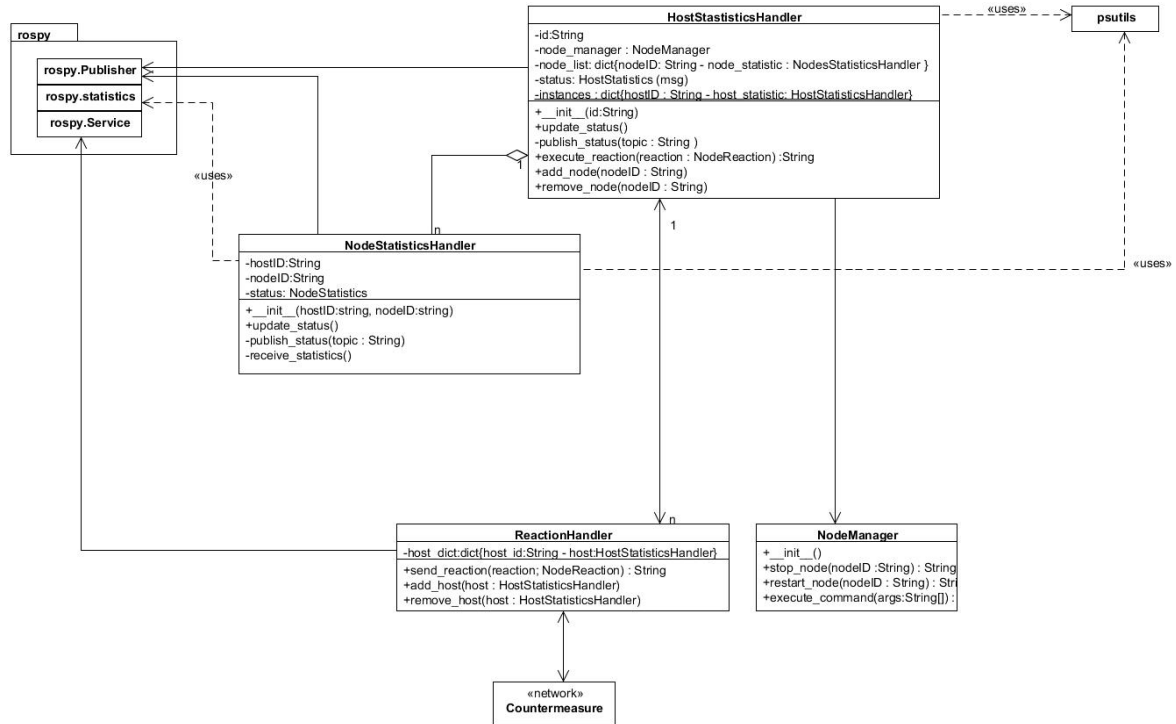 rospy
rospy.Publisher
rospy.statistics
rospy.Service
HostStastisticsHandler
-id:String
-node_manager : NodeManager
-node_list: dict{nodeID: String - node_statistic : NodesStatisticsHandler }
-status: HostStatistics (msg)
-instances : dict{hostID : String - host_statistic: HostStatisticsHandler}
+__init__(id:String)
+update_status()
-publish_status(topic : String )
+execute_reaction(reaction : NodeReaction) :String
+add_node(nodeID : String)
+remove_node(nodeID : String)
«uses»
psutils
«uses»
1
n
NodeStatisticsHandler
-hostID:String
-nodeID:String
-status: NodeStatistics
+__init__(hostID:string, nodeID:string)
+update_status()
-publish_status(topic : String)
-receive_statistics()
1
«uses»
n
ReactionHandler
-host_dict:dict{host_id:String - host:HostStatisticsHandler}
+send_reaction(reaction; NodeReaction) : String
+add_host(host : HostStatisticsHandler)
+remove_host(host : HostStatisticsHandler)
NodeManager
+__init__()
+stop_node(nodeID :String) : String
+restart_node(nodeID : String) : Stri
+execute_command(args:String[]) :
«network»
Countermeasure